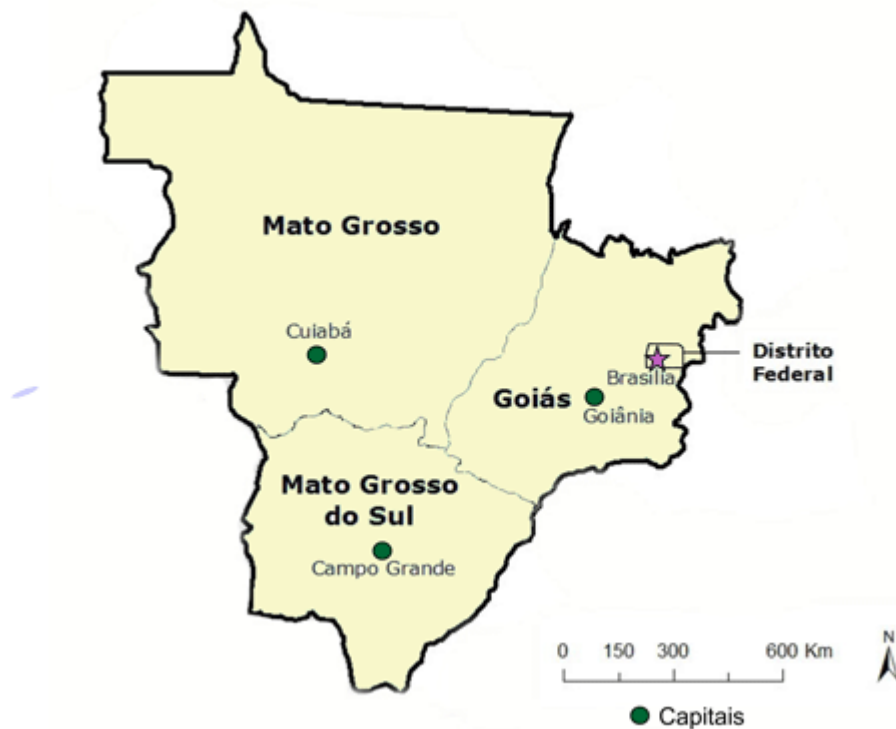 Mato Grosso
Cuiabá
Distrito
Federal
Brasília
Goiás
Goiânia
Mato Grosso
do Sul
Campo Grande
0 150 300 600 Km
N
Capitais